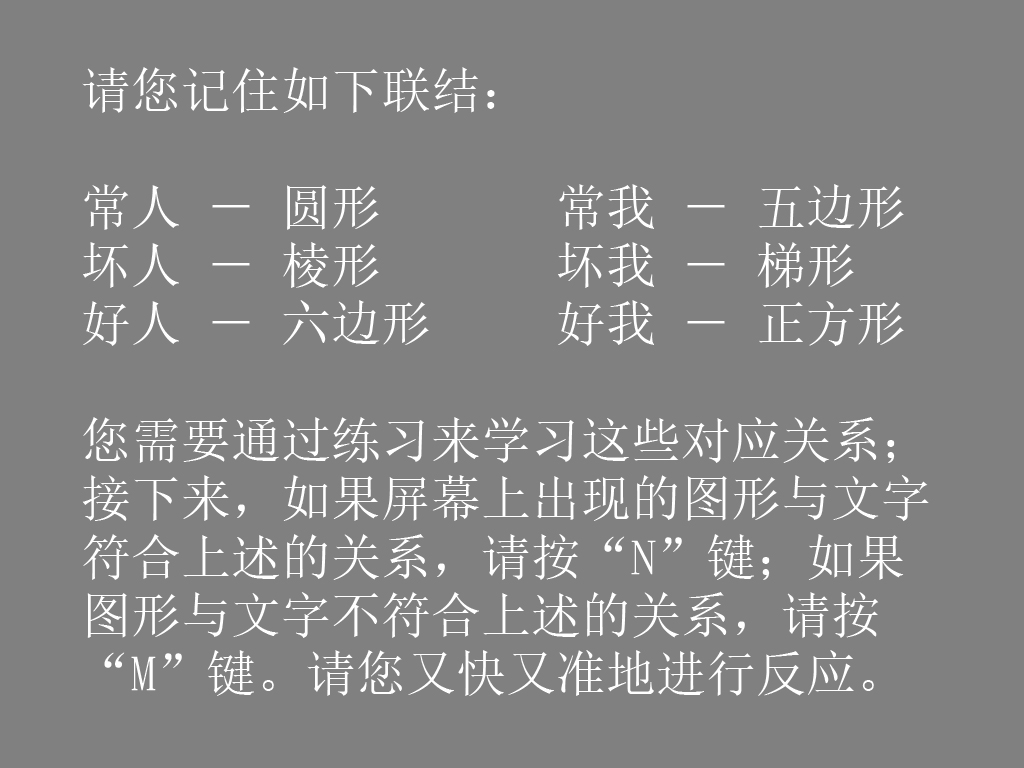 请您记住如下联结：
常人 － 圆形 常我 － 五边形
坏人 － 棱形 坏我 － 梯形
好人 － 六边形 好我 － 正方形
您需要通过练习来学习这些对应关系；
接下来，如果屏幕上出现的图形与文字
符合上述的关系，请按“N”键；如果
图形与文字不符合上述的关系，请按
“M”键。请您又快又准地进行反应。